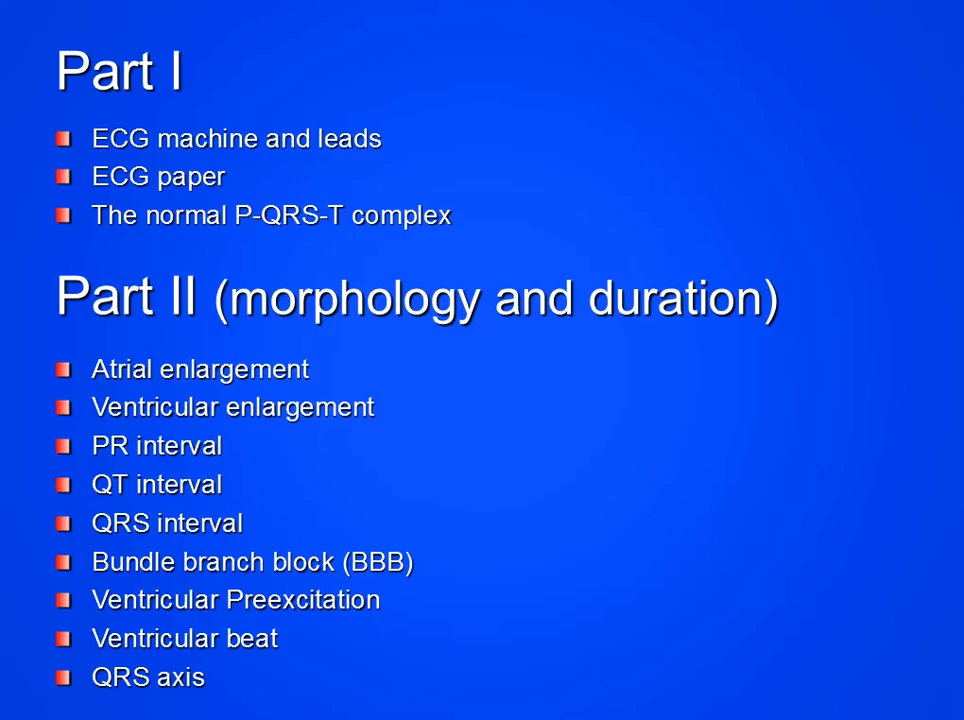 Part I
ECG machine and leads
ECG paper
The normal P-QRS-T complex
Part II (morphology and duration)
Atrial enlargement
Ventricular enlargement
PR interval
QT interval
QRS interval
Bundle branch block (BBB)
Ventricular Preexcitation
Ventricular beat
QRS axis